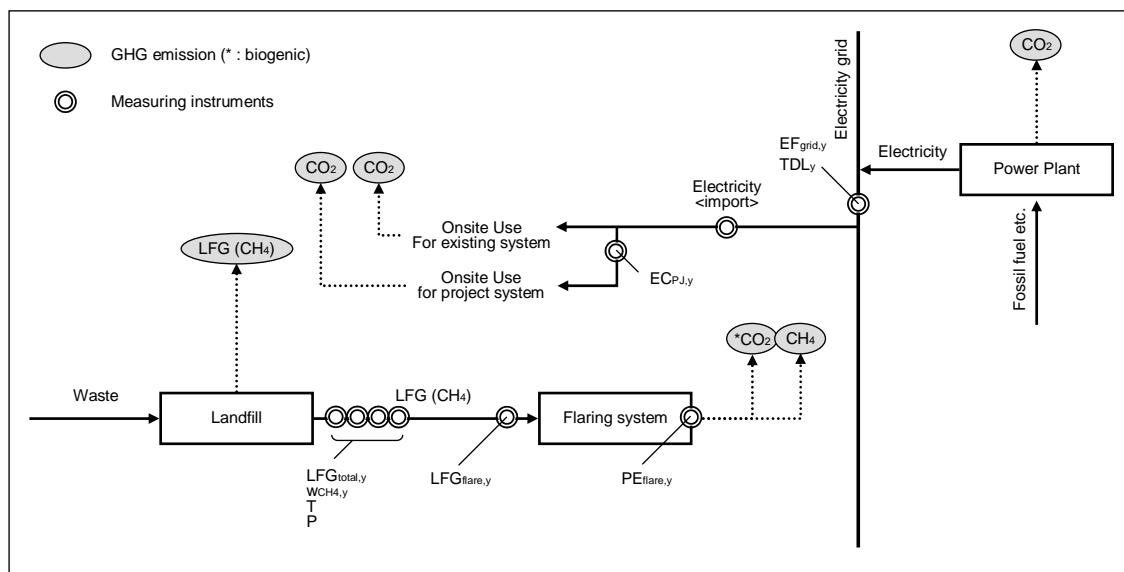 GHG emission (* : biogenic)
Measuring instruments
Electricity grid
CO2
EFgrid,y
TDLy
Electricity
Power Plant
Fossil fuel etc.
CO2
CO2
Electricity
<import>
Onsite Use
For existing system
Onsite Use
for project system
ECPJ,y
LFG (CH4)
*CO2
CH4
Waste
Landfill
LFG (CH4)
Flaring system
LFGtotal,y
wCH4,y
T
P
LFGflare,y
PEflare,y